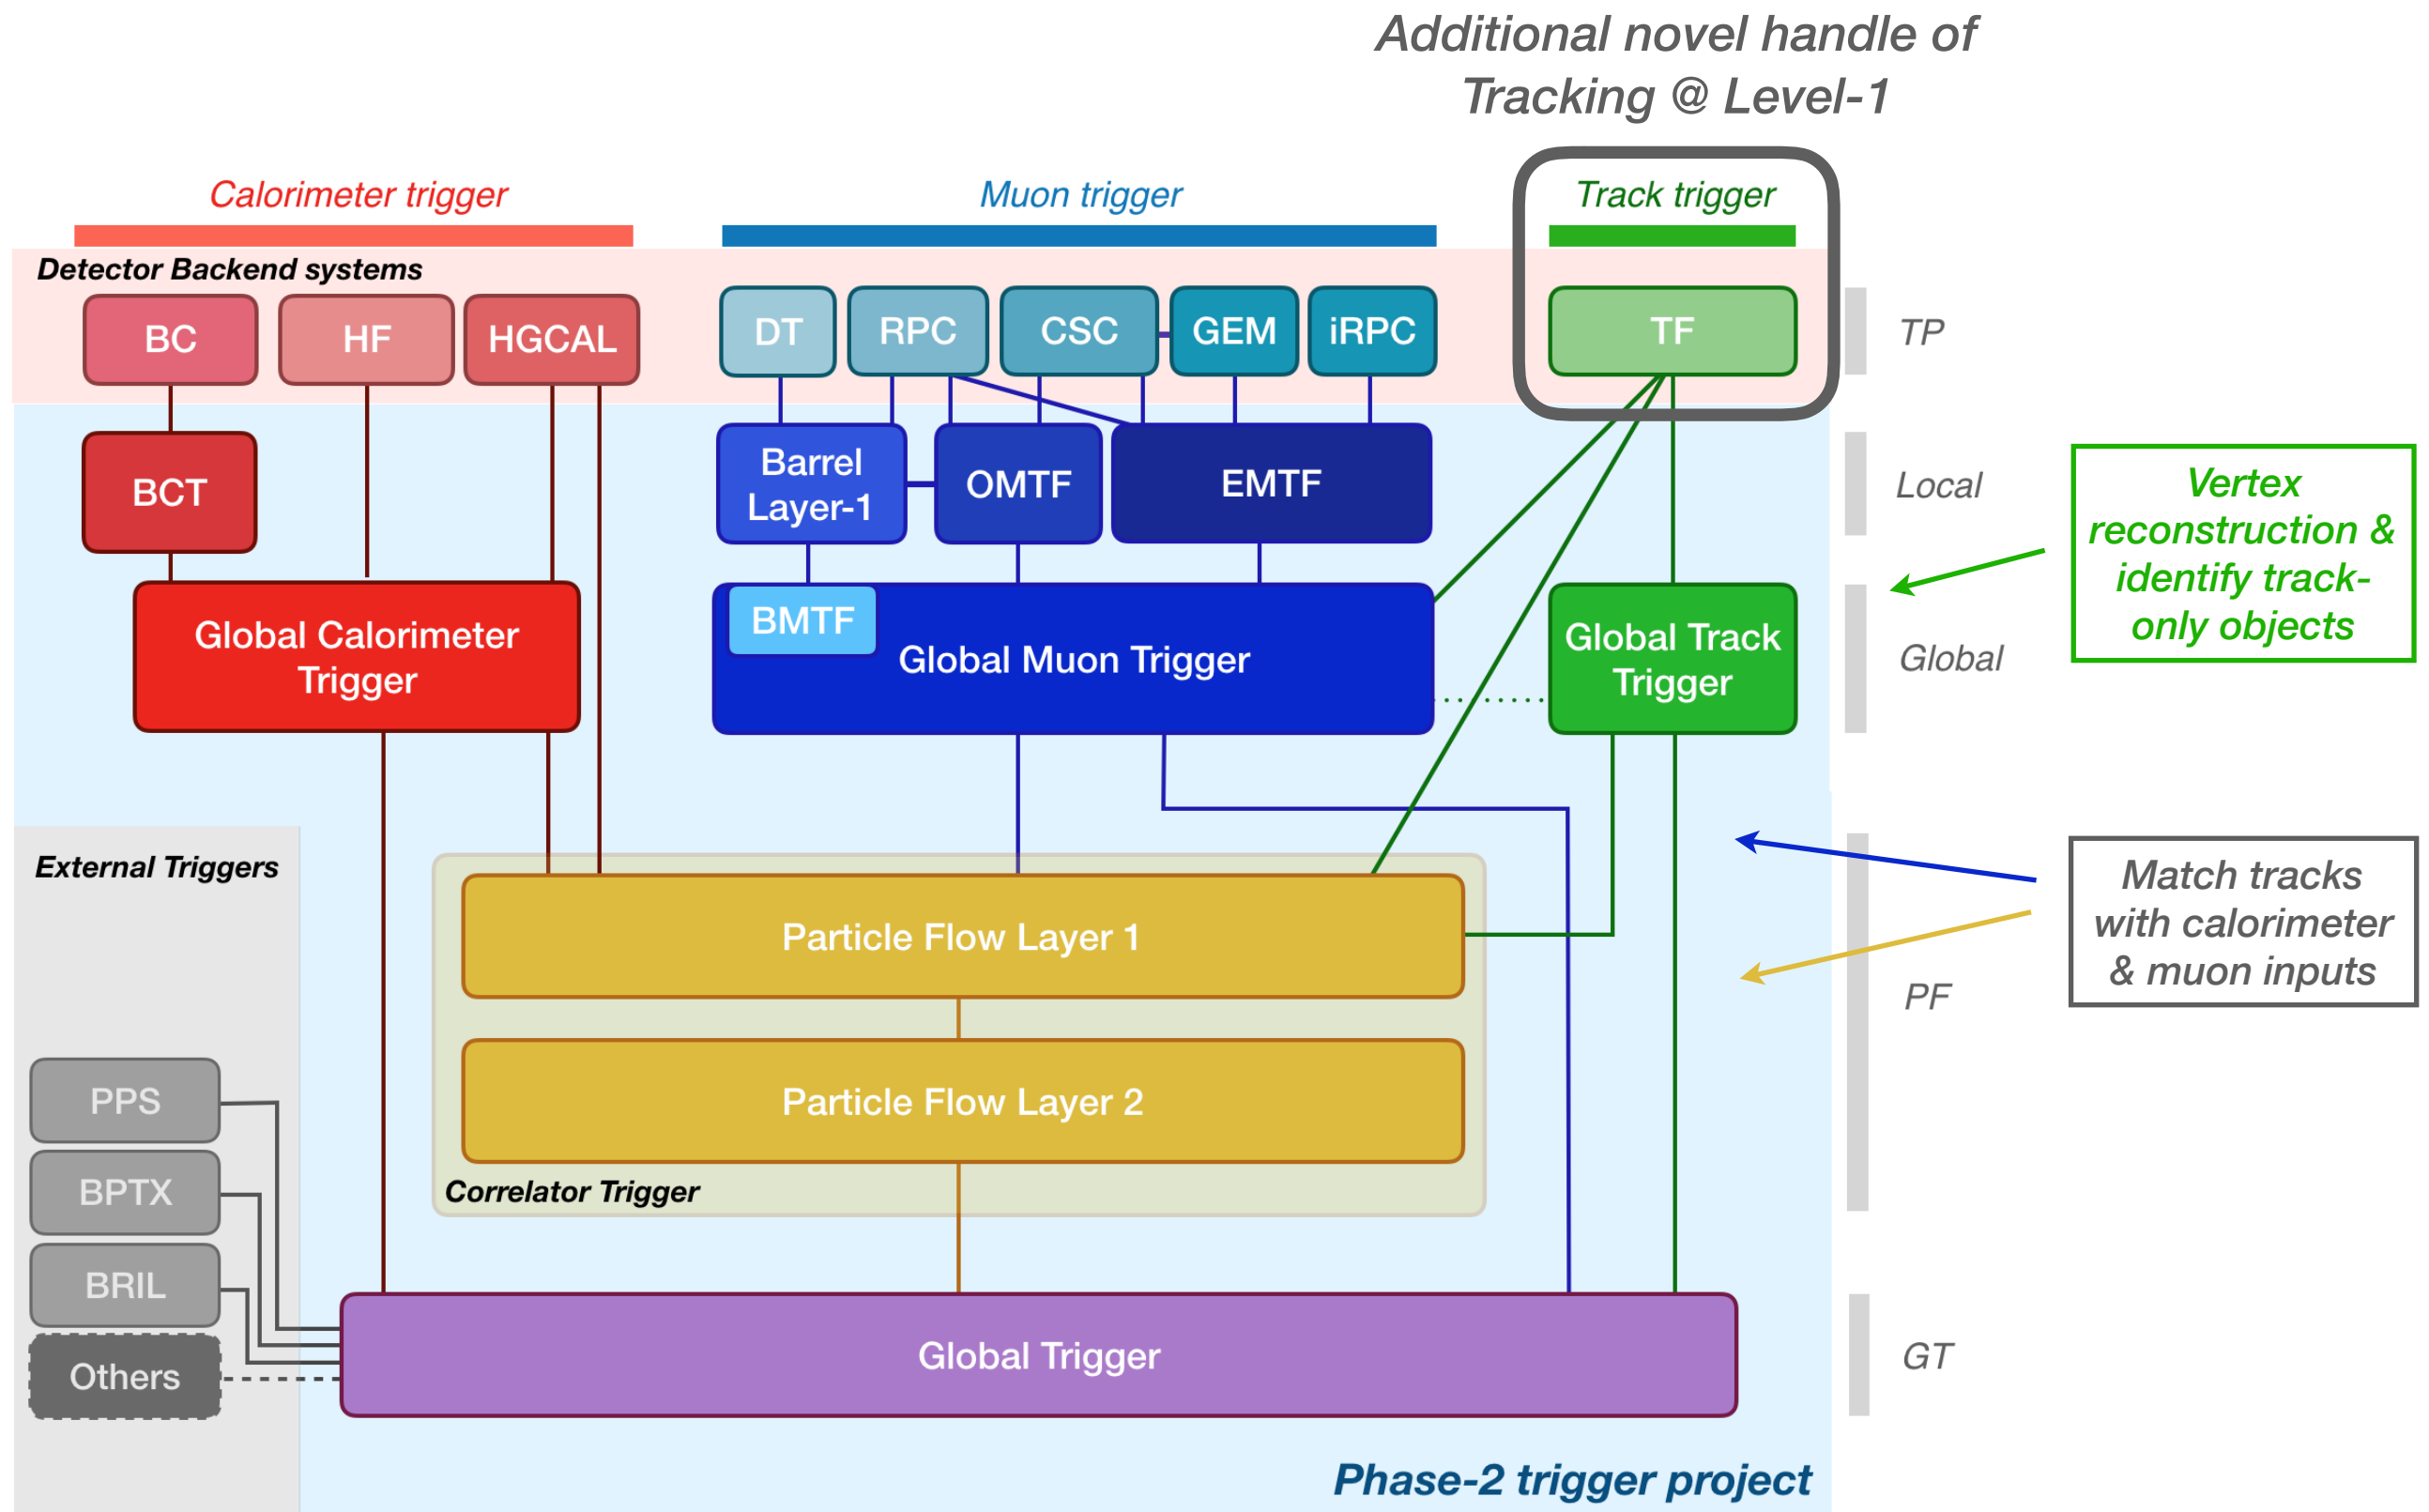 Additional novel handle of
Tracking @ Level-1
Calorimeter trigger
Muon trigger
Track trigger
Detector Backend systems
BC
HF
HGCAL
DT
RPC
CSC
GEM
iRPC
TF
TP
BCT
Barrel
Layer-1
OMTF
EMTF
Local
Vertex
reconstruction &
identify track-
only objects
Global Calorimeter
Trigger
BMTF
Global Muon Trigger
Global Track
Trigger
Global
External Triggers
Particle Flow Layer 1
Match tracks
with calorimeter
& muon inputs
PF
Particle Flow Layer 2
Correlator Trigger
PPS
BPTX
BRIL
Others
Global Trigger
GT
Phase-2 trigger project